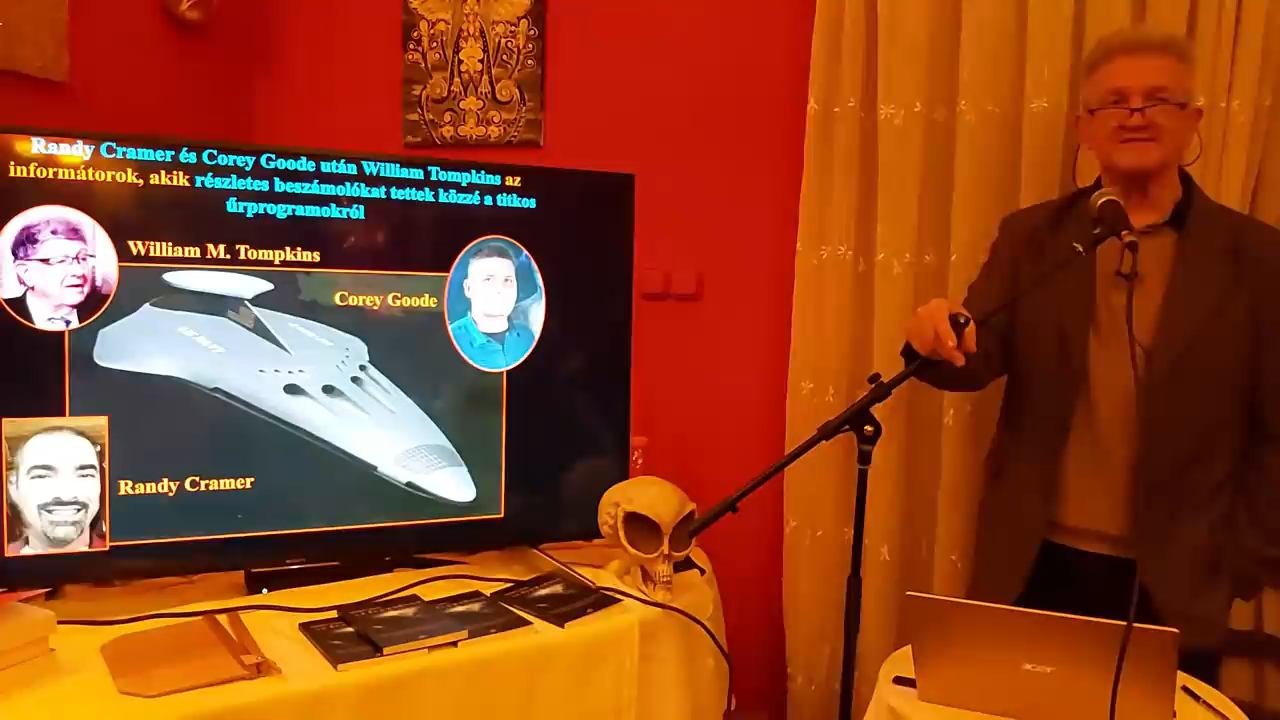 Randy Cramer és Corey Goode után William Tompkins az
informátorok, akik részletes beszámolókat tettek közzé a titkos
űrprogramokról
William M. Tompkins
Corey Goode
Randy Cramer
acer